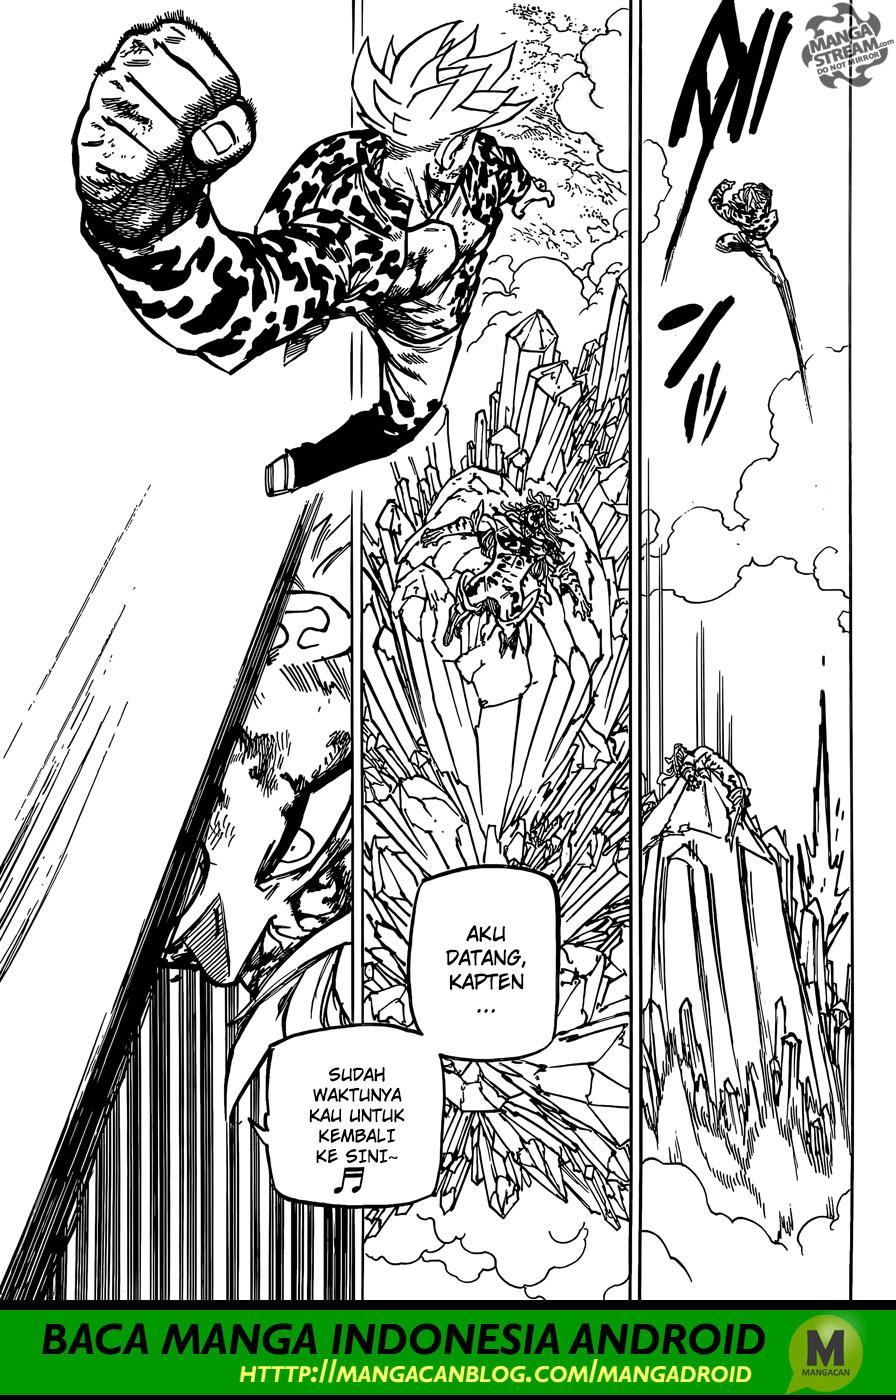 MANGA
STREAM.com
DO NOT MIRROR
AKU
DATANG,
KAPTEN
...
SUDAH
WAKTUNYA
KAU UNTUK
KEMBALI
KE SINI~
BACA MANGA INDONESIA ANDROID
HTTTP://MANGACANBLOG.COM/MANGADROID
M
MANGACAN